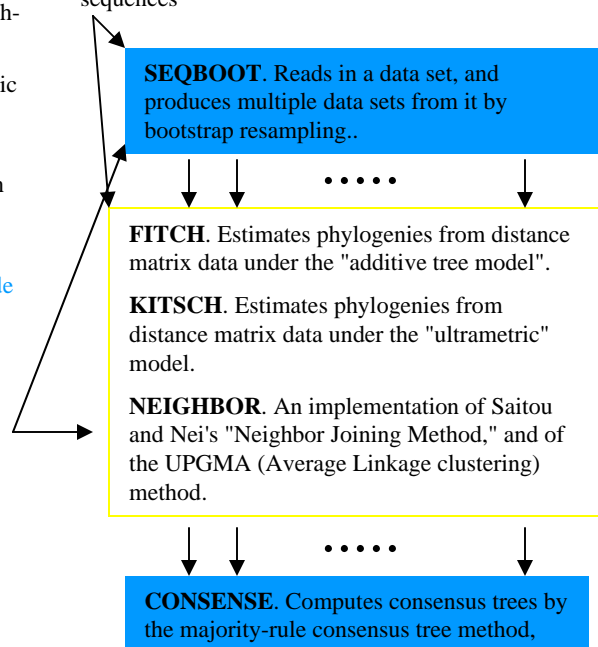 h-
sequences
ic
n
le
SEQBOOT. Reads in a data set, and
produces multiple data sets from it by
bootstrap resampling..
FITCH. Estimates phylogenies from distance
matrix data under the "additive tree model".
KITSCH. Estimates phylogenies from
distance matrix data under the "ultrametric"
model.
NEIGHBOR. An implementation of Saitou
and Nei's "Neighbor Joining Method," and of
the UPGMA (Average Linkage clustering)
method.
CONSENSE. Computes consensus trees by
the majority-rule consensus tree method,